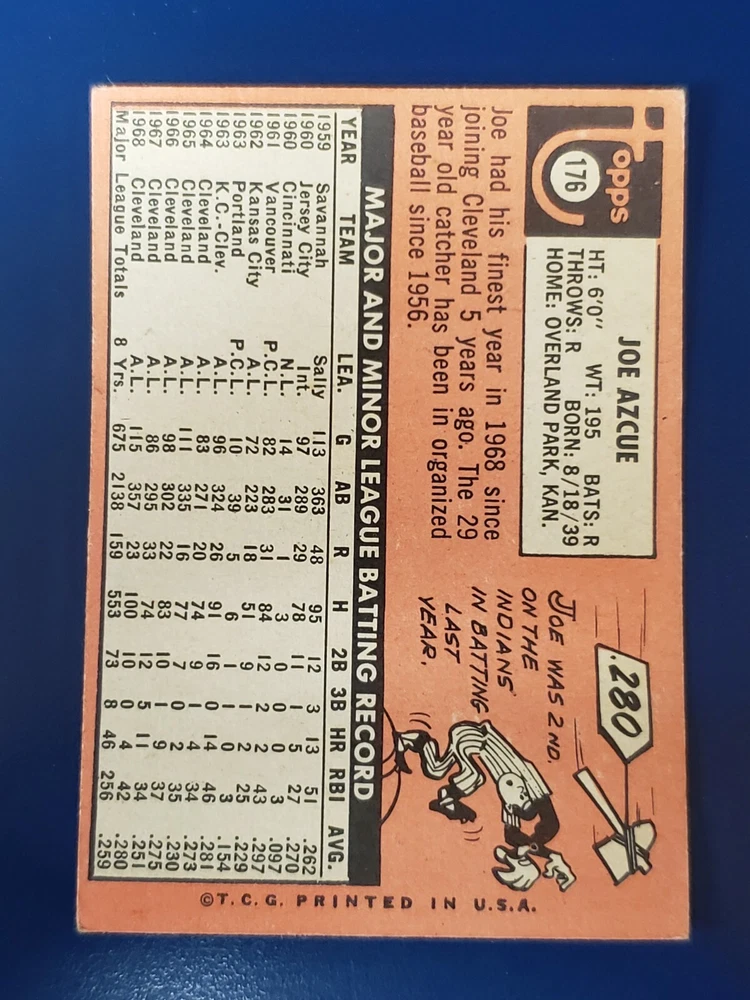 Topps
176
JOE AZCUE
HT: 6'0" WT: 195 BATS: R
THROWS: R BORN: 8/18/39
HOME: OVERLAND PARK, KAN.
Joe had his finest year in 1968 since
joining Cleveland 5 years ago. The 29
year old catcher has been in organized
baseball since 1956.
.280
JOE WAS 2ND.
ON THE
INDIANS'
IN BATTING
LAST
YEAR.
MAJOR AND MINOR LEAGUE BATTING RECORD
YEAR TEAM LEA. G AB R H 2B 3B HR RBI AVG.
1959 Savannah Sally 113 363 48 95 12 3 13 51 .262
1960 Jersey City Int. 97 289 29 78 11 1 5 27 .270
1960 Cincinnati N.L. 14 31 1 3 0 0 0 3 .097
1961 Vancouver P.C.L. 82 283 31 84 12 2 2 43 .297
1962 Kansas City A.L. 72 223 18 51 9 1 2 25 .229
1963 Portland P.C.L. 10 39 5 6 1 1 0 3 .154
1963 K.C.-Clev. A.L. 96 324 26 91 16 0 14 46 .281
1964 Cleveland A.L. 83 271 20 74 9 1 4 34 .273
1965 Cleveland A.L. 111 335 16 77 7 0 2 35 .230
1966 Cleveland A.L. 98 302 22 83 10 1 9 37 .275
1967 Cleveland A.L. 86 295 33 74 12 5 11 34 .251
1968 Cleveland A.L. 115 357 23 100 10 0 4 42 .280
Major League Totals 8 Yrs. 675 2138 159 553 73 8 46 256 .259
©T.C.G. PRINTED IN U.S.A.